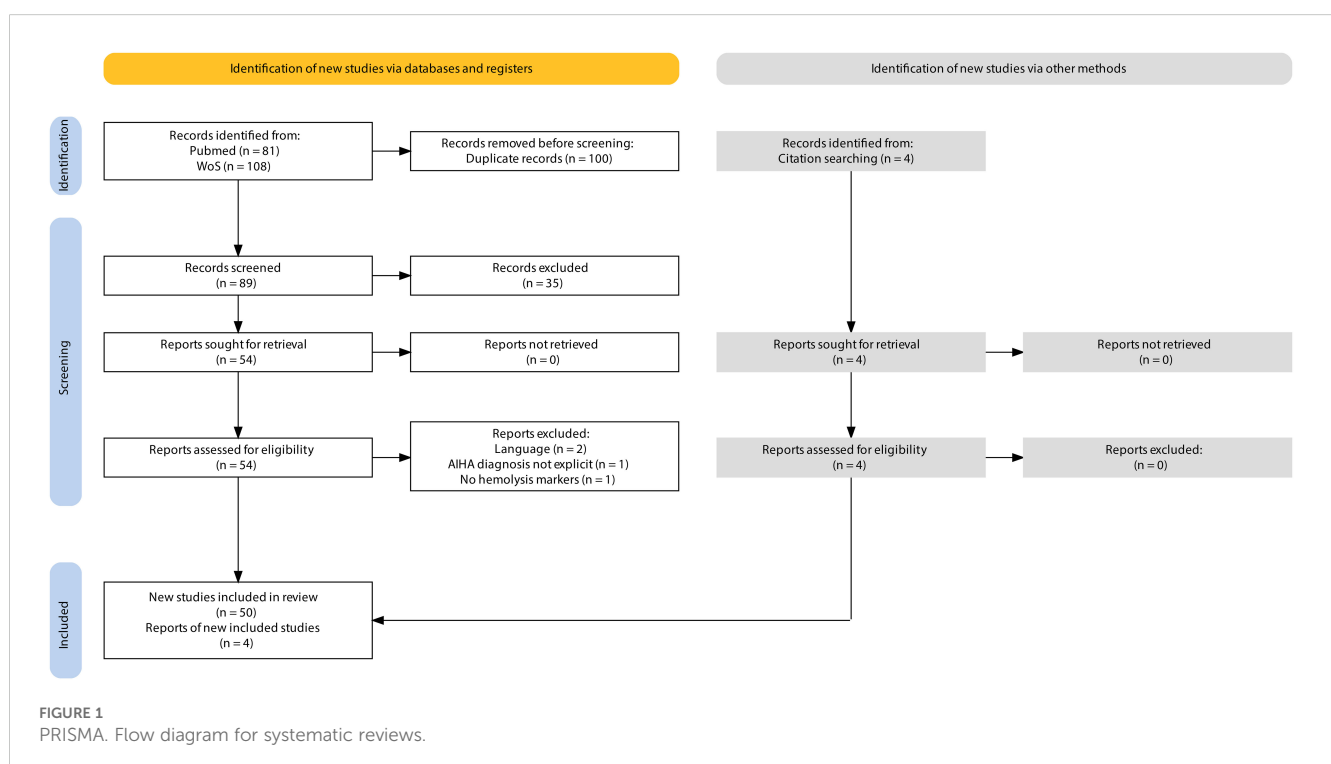 Identification of new studies via databases and registers
Identification of new studies via other methods
Identification
Records identified from:
Pubmed (n = 81)
WoS (n = 108)
Records removed before screening:
Duplicate records (n = 100)
Records identified from:
Citation searching (n = 4)
Screening
Records screened
(n = 89)
Records excluded
(n = 35)
Reports sought for retrieval
(n = 54)
Reports not retrieved
(n = 0)
Reports sought for retrieval
(n = 4)
Reports not retrieved
(n = 0)
Reports assessed for eligibility
(n = 54)
Reports excluded:
Language (n = 2)
AIHA diagnosis not explicit (n = 1)
No hemolysis markers (n = 1)
Reports assessed for eligibility
(n = 4)
Reports excluded:
(n = 0)
Included
New studies included in review
(n = 50)
Reports of new included studies
(n = 4)
FIGURE 1
PRISMA. Flow diagram for systematic reviews.